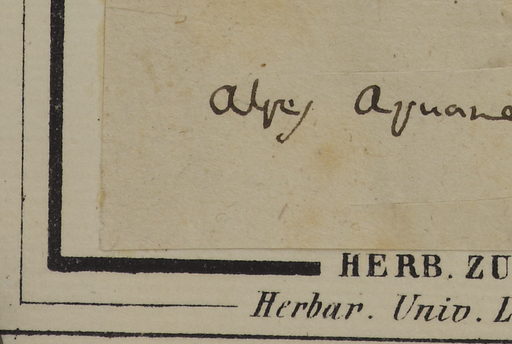 Alpes Apuane
HERB. ZU
Herbar. Univ. L